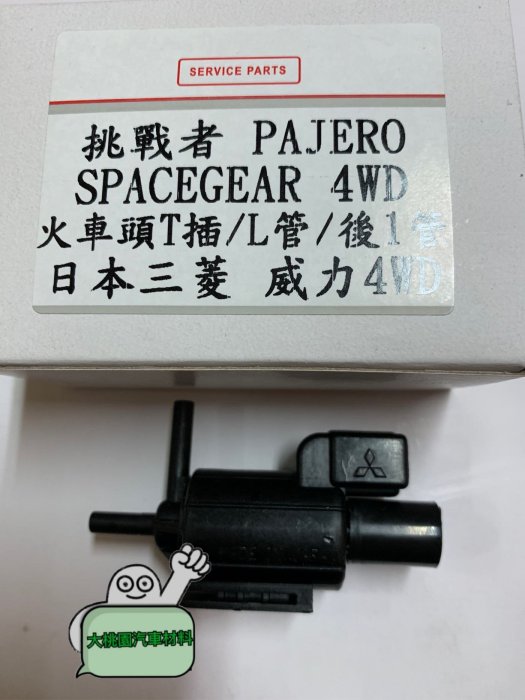 SERVICE PARTS
挑戰者 PAJERO
SPACEGEAR 4WD
火車頭T插/L管/後1管
日本三菱 威力4WD
大桃園汽車材料